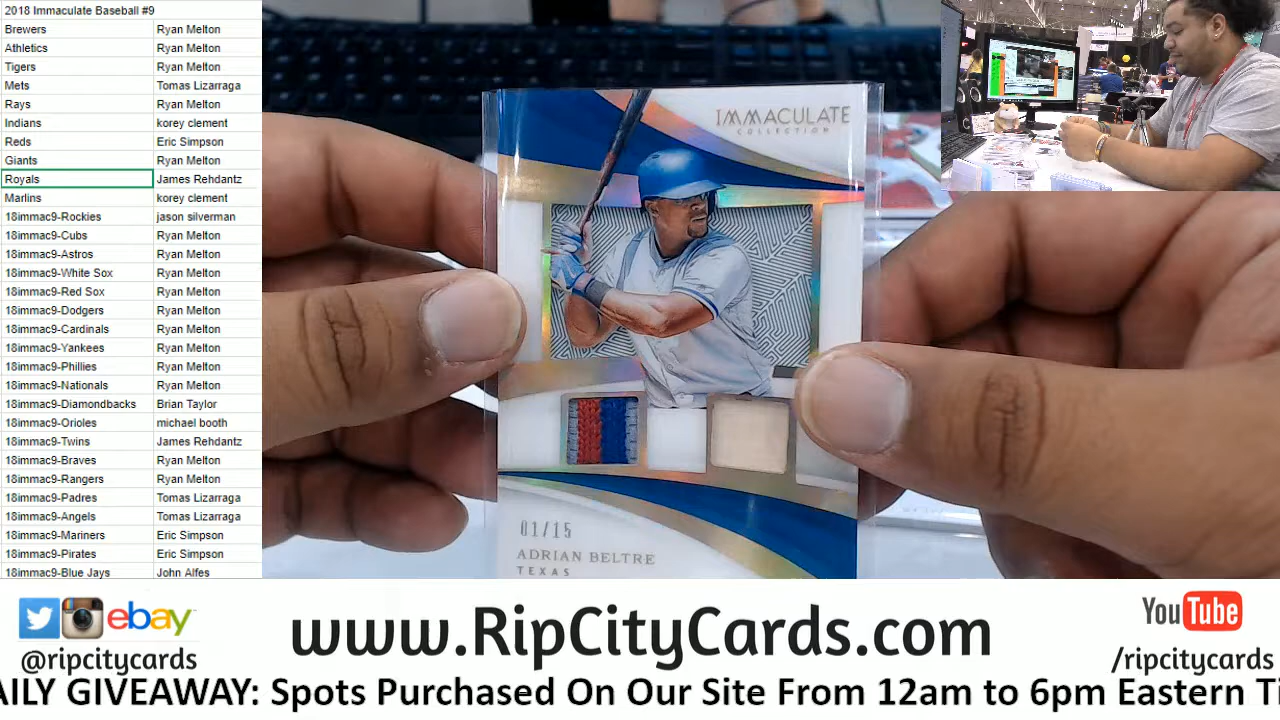 2018 Immaculate Baseball #9
Brewers Ryan Melton
Athletics Ryan Melton
Tigers Ryan Melton
Mets Tomas Lizarraga
Rays Ryan Melton
Indians korey clement
Reds Eric Simpson
Giants Ryan Melton
Royals James Rehdantz
Marlins korey clement
18immac9-Rockies jason silverman
18immac9-Cubs Ryan Melton
18immac9-Astros Ryan Melton
18immac9-White Sox Ryan Melton
18immac9-Red Sox Ryan Melton
18immac9-Dodgers Ryan Melton
18immac9-Cardinals Ryan Melton
18immac9-Yankees Ryan Melton
18immac9-Phillies Ryan Melton
18immac9-Nationals Ryan Melton
18immac9-Diamondbacks Brian Taylor
18immac9-Orioles michael booth
18immac9-Twins James Rehdantz
18immac9-Braves Ryan Melton
18immac9-Rangers Ryan Melton
18immac9-Padres Tomas Lizarraga
18immac9-Angels Tomas Lizarraga
18immac9-Mariners Eric Simpson
18immac9-Pirates Eric Simpson
18immac9-Blue Jays John Alfes
IMMACULATE
COLLECTION
01/15
ADRIAN BELTRE
TEXAS
ebay
@ripcitycards
www.RipCityCards.com
YouTube
/ripcitycards
AILY GIVEAWAY: Spots Purchased On Our Site From 12am to 6pm Eastern Ti